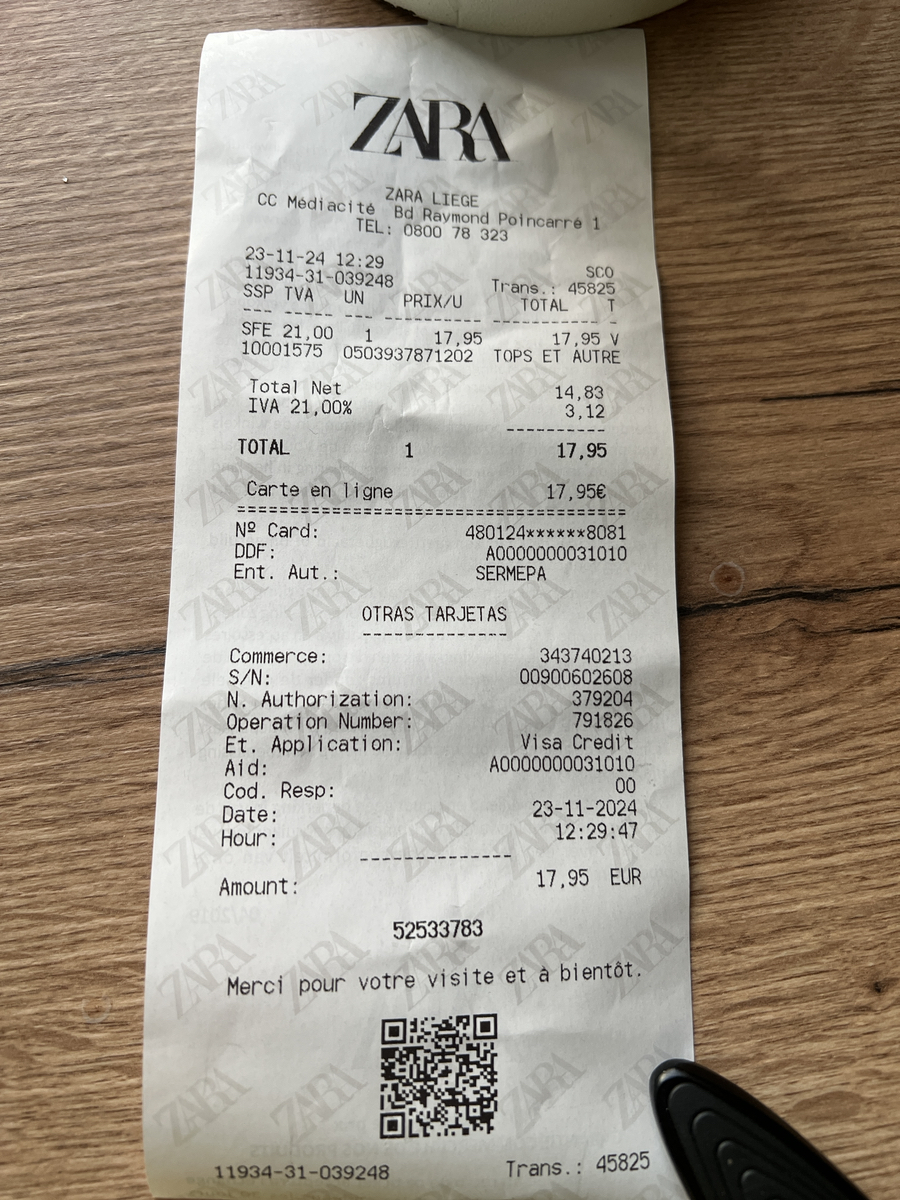 ZARA
ZARA LIEGE
CC Médiacité Bd Raymond Poincarré 1
TEL: 0800 78 323
23-11-24 12:29 SCO
11934-31-039248 Trans.: 45825
SSP TVA UN PRIX/U TOTAL T
--- ----- --- ---------- ----------- -
SFE 21,00 1 17,95 17,95 V
10001575 0503937871202 TOPS ET AUTRE
Total Net 14,83
IVA 21,00% 3,12
----------
TOTAL 1 17,95
Carte en ligne 17,95€
========================================
Nº Card: 480124******8081
DDF: A0000000031010
Ent. Aut.: SERMEPA
OTRAS TARJETAS
--------------
Commerce: 343740213
S/N: 00900602608
N. Authorization: 379204
Operation Number: 791826
Et. Application: Visa Credit
Aid: A0000000031010
Cod. Resp: 00
Date: 23-11-2024
Hour: 12:29:47
--------------
Amount: 17,95 EUR
52533783
Merci pour votre visite et à bientôt.
11934-31-039248 Trans.: 45825